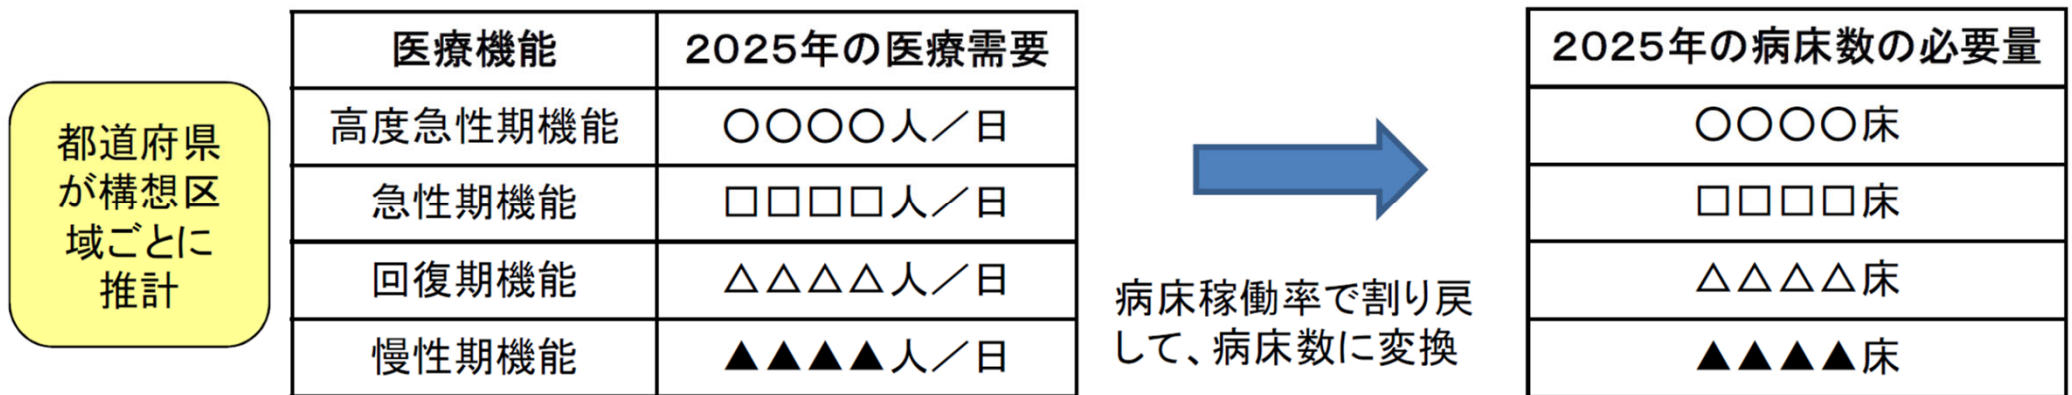 都道府県
が構想区
域ごとに
推計
医療機能 2025年の医療需要
高度急性期機能 ○○○○人/日
急性期機能 □□□□人/日
回復期機能 △△△△人/日
慢性期機能 ▲▲▲▲人/日
病床稼働率で割り戻
して、病床数に変換
2025年の病床数の必要量
○○○○床
□□□□床
△△△△床
▲▲▲▲床